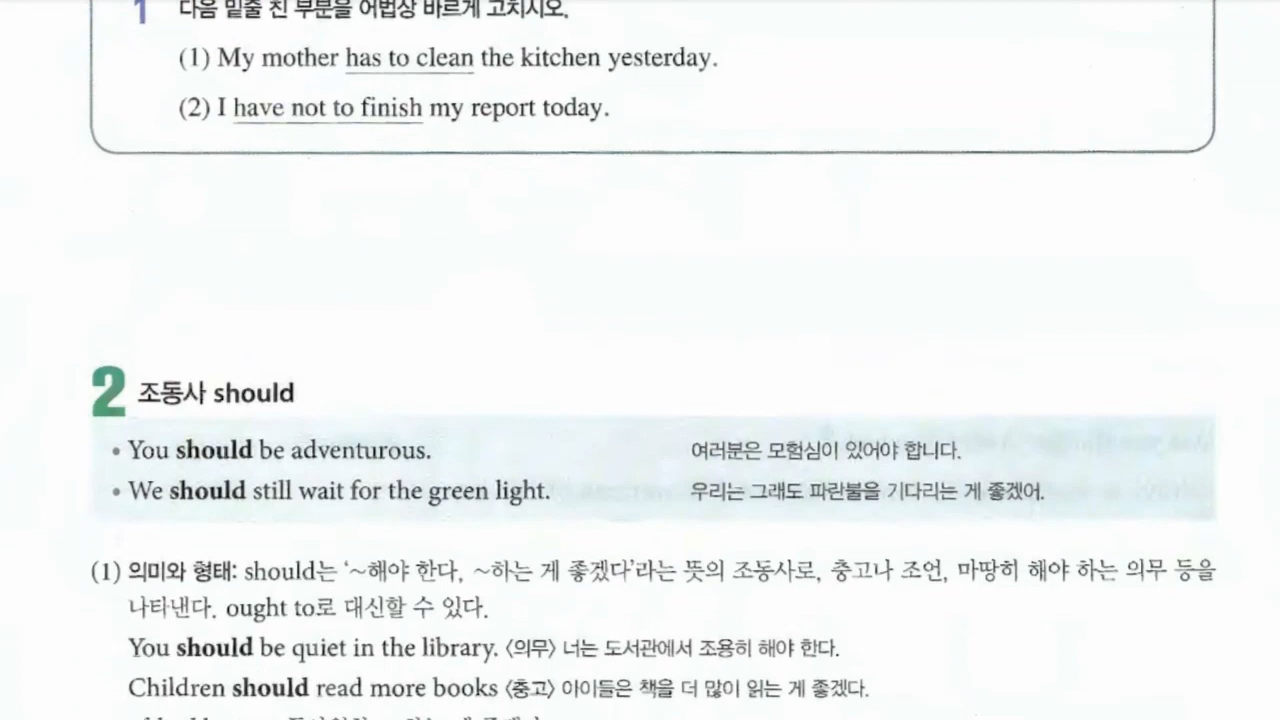 1 다음 밑줄 친 부분을 어법상 바르게 고치시오.
(1) My mother has to clean the kitchen yesterday.
(2) I have not to finish my report today.
2 조동사 should
• You should be adventurous. 여러분은 모험심이 있어야 합니다.
• We should still wait for the green light. 우리는 그래도 파란불을 기다리는 게 좋겠어.
(1) 의미와 형태: should는 ‘~해야 한다, ~하는 게 좋겠다’라는 뜻의 조동사로, 충고나 조언, 마땅히 해야 하는 의무 등을
나타낸다. ought to로 대신할 수 있다.
You should be quiet in the library. 〈의무〉 너는 도서관에서 조용히 해야 한다.
Children should read more books 〈충고〉 아이들은 책을 더 많이 읽는 게 좋겠다.